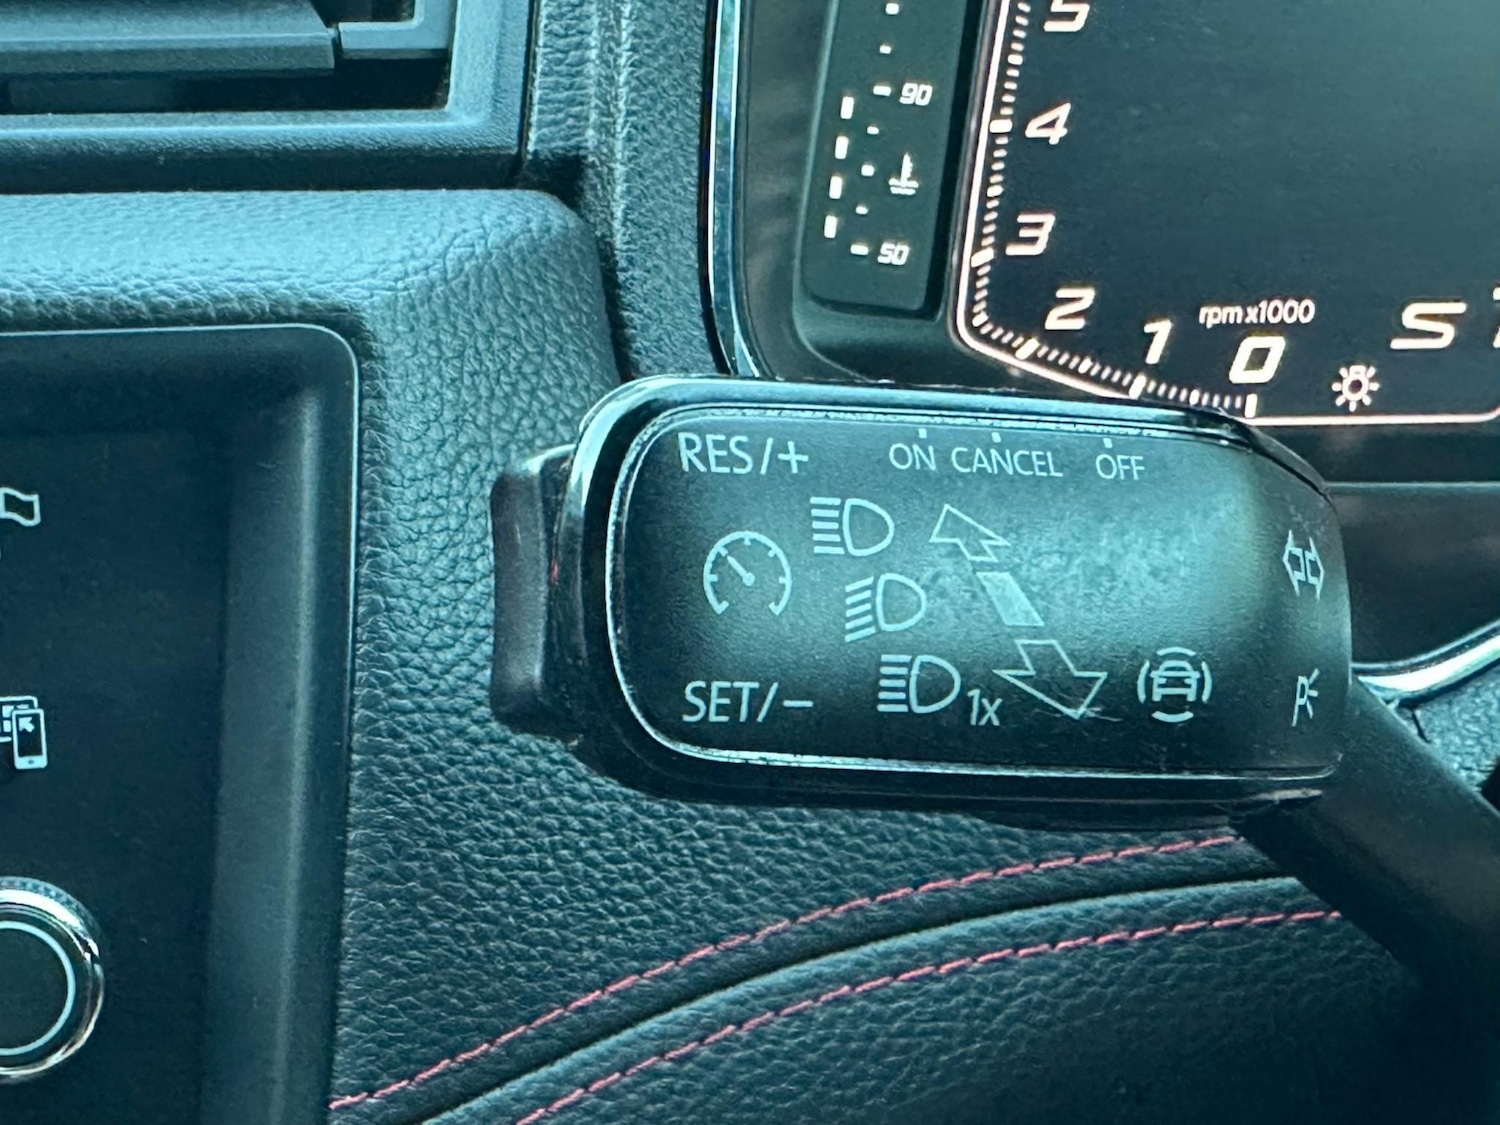 5
90
4
3
50
2
rpm x1000
1
0
S
RES/+
ON CANCEL OFF
SET/−
1x
P